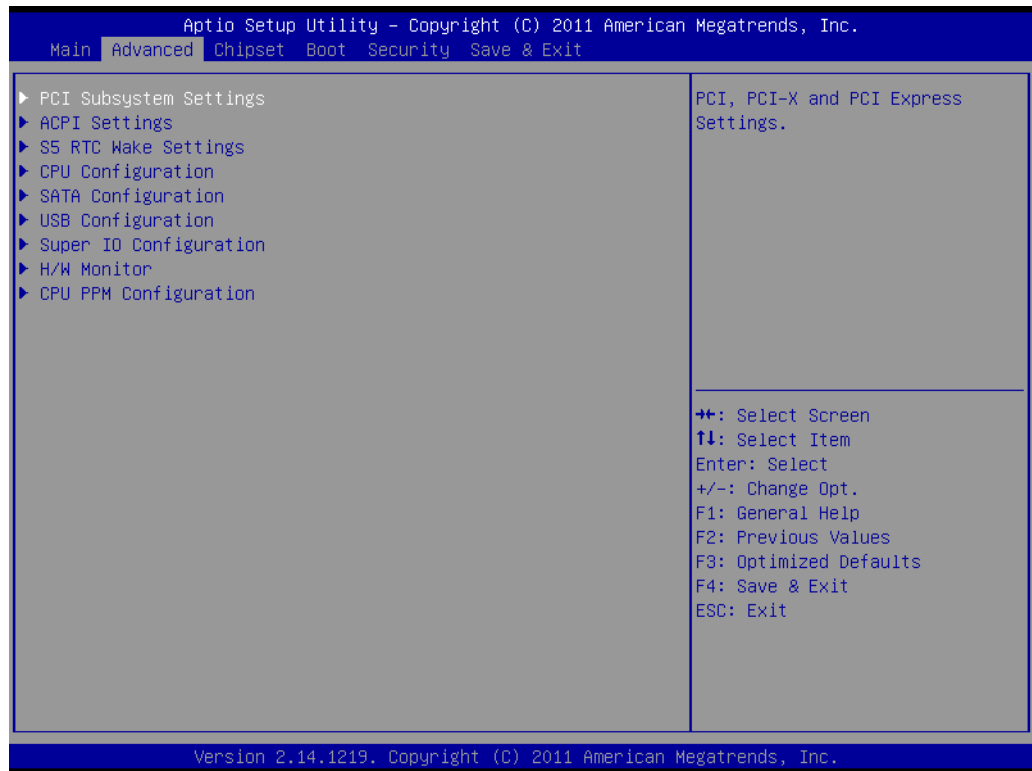 Aptio Setup Utility – Copyright (C) 2011 American Megatrends, Inc.
Main Advanced Chipset Boot Security Save & Exit
▶ PCI Subsystem Settings
▶ ACPI Settings
▶ S5 RTC Wake Settings
▶ CPU Configuration
▶ SATA Configuration
▶ USB Configuration
▶ Super IO Configuration
▶ H/W Monitor
▶ CPU PPM Configuration
PCI, PCI-X and PCI Express
Settings.
→←: Select Screen
↑↓: Select Item
Enter: Select
+/-: Change Opt.
F1: General Help
F2: Previous Values
F3: Optimized Defaults
F4: Save & Exit
ESC: Exit
Version 2.14.1219. Copyright (C) 2011 American Megatrends, Inc.